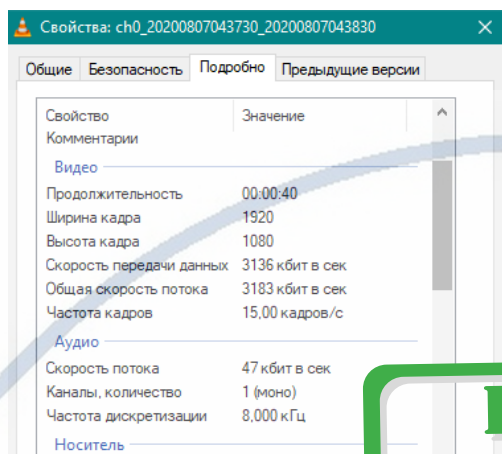 Свойства: ch0_20200807043730_20200807043830
Общие Безопасность Подробно Предыдущие версии
Свойство Значение
Комментарии
Видео
Продолжительность 00:00:40
Ширина кадра 1920
Высота кадра 1080
Скорость передачи данных 3136 кбит в сек
Общая скорость потока 3183 кбит в сек
Частота кадров 15,00 кадров/с
Аудио
Скорость потока 47 кбит в сек
Каналы, количество 1 (моно)
Частота дискретизации 8,000 кГц
Носитель